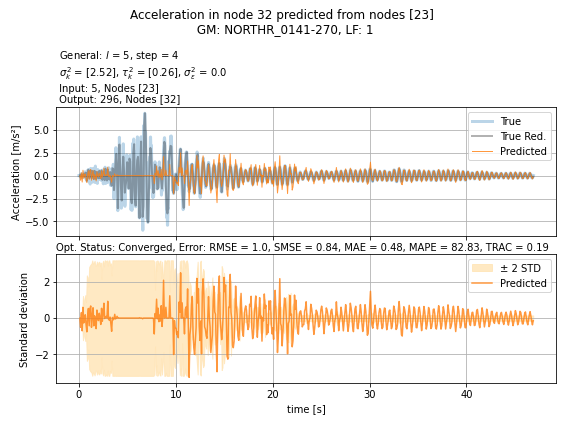 Acceleration in node 32 predicted from nodes [23]
GM: NORTHR_0141-270, LF: 1
General: l = 5, step = 4
σ²ₖ = [2.52], τ²ₖ = [0.26], σ²ε = 0.0
Input: 5, Nodes [23]
Output: 296, Nodes [32]
Acceleration [m/s²]
5.0
2.5
0.0
−2.5
−5.0
True
True Red.
Predicted
Opt. Status: Converged, Error: RMSE = 1.0, SMSE = 0.84, MAE = 0.48, MAPE = 82.83, TRAC = 0.19
Standard deviation
2
0
−2
± 2 STD
Predicted
0
10
20
30
40
time [s]